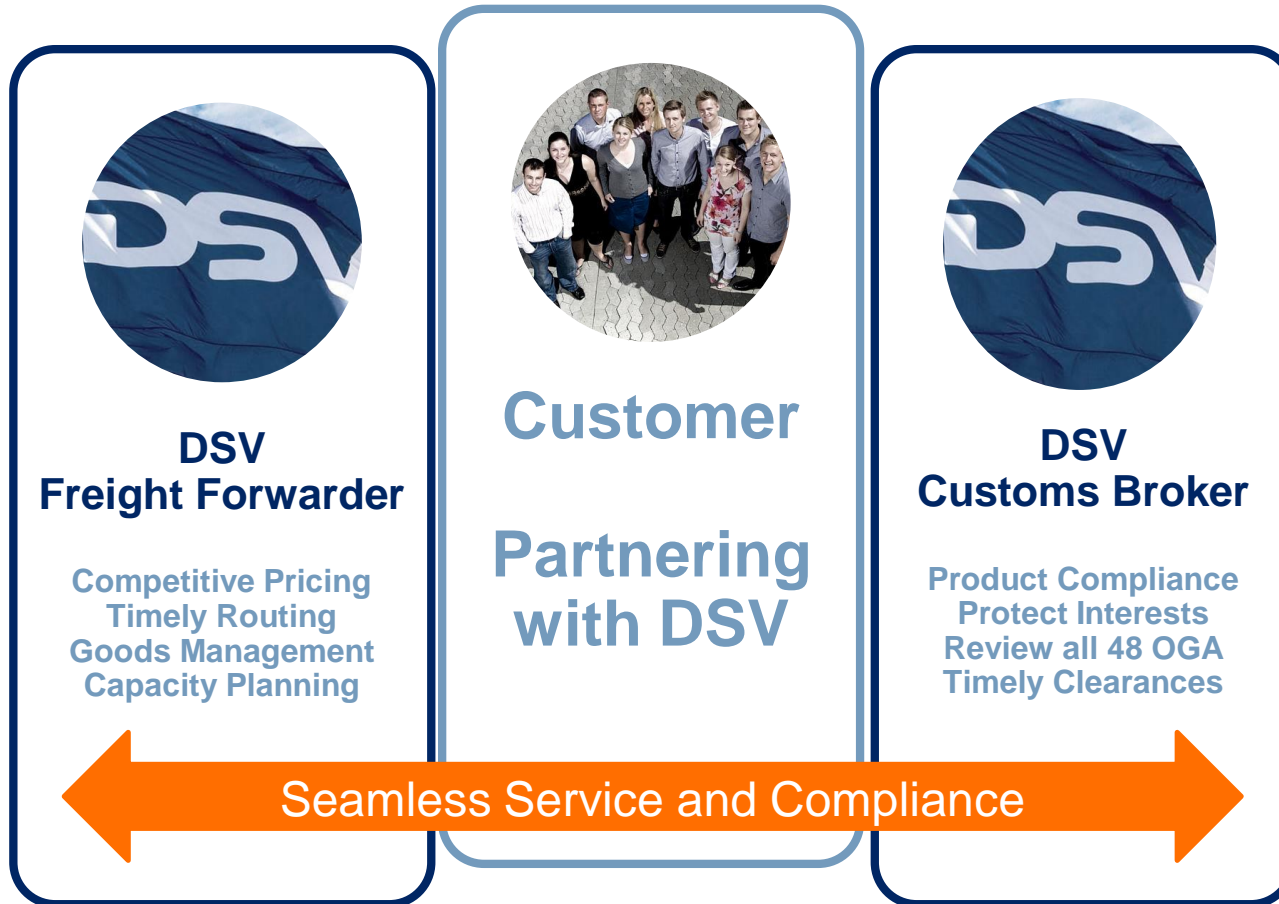 DSV
DSV
Freight Forwarder
Competitive Pricing
Timely Routing
Goods Management
Capacity Planning
Customer
Partnering
with DSV
DSV
DSV
Customs Broker
Product Compliance
Protect Interests
Review all 48 OGA
Timely Clearances
Seamless Service and Compliance